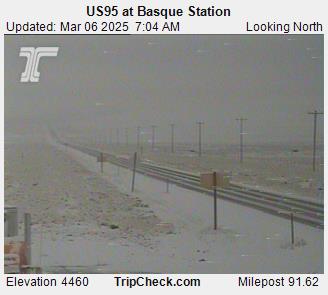 US95 at Basque Station
Updated: Mar 06 2025 7:04 AM Looking North
Elevation 4460 TripCheck.com Milepost 91.62